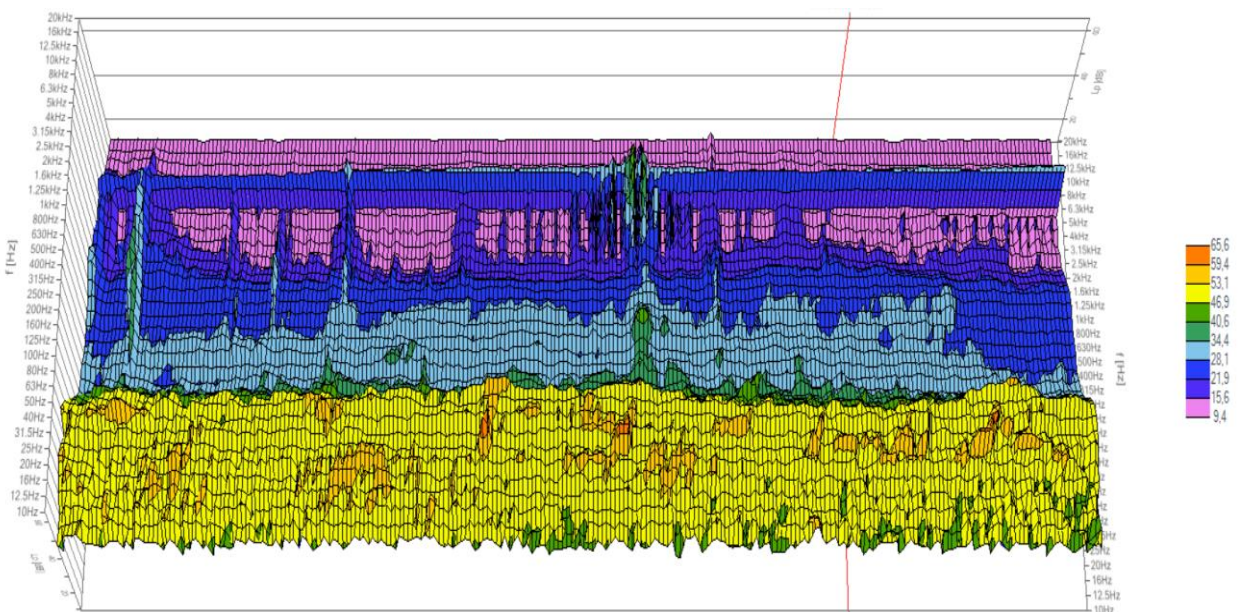 20kHz
16kHz
12.5kHz
10kHz
8kHz
6.3kHz
5kHz
4kHz
3.15kHz
2.5kHz
2kHz
1.6kHz
1.25kHz
1kHz
800Hz
630Hz
500Hz
400Hz
315Hz
250Hz
200Hz
160Hz
125Hz
100Hz
80Hz
63Hz
50Hz
40Hz
31.5Hz
25Hz
20Hz
16Hz
12.5Hz
10Hz
f [Hz]
20kHz
16kHz
12.5kHz
10kHz
8kHz
6.3kHz
5kHz
4kHz
3.15kHz
2.5kHz
2kHz
1.6kHz
1.25kHz
1kHz
800Hz
630Hz
500Hz
400Hz
315Hz
25Hz
20Hz
16Hz
12.5Hz
10Hz
f [Hz]
65,6
59,4
53,1
46,9
40,6
34,4
28,1
21,9
15,6
9,4